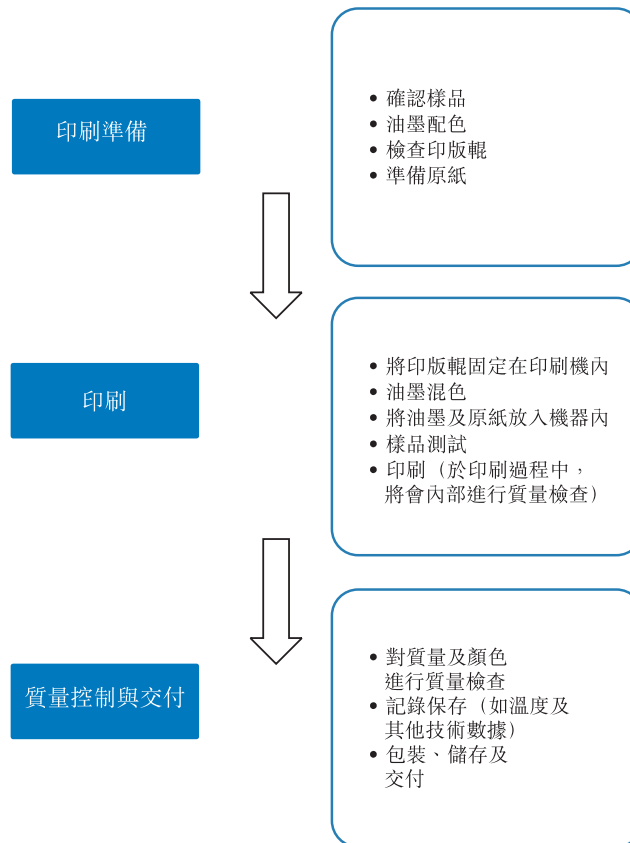 印刷準備
• 確認樣品
• 油墨配色
• 檢查印版輥
• 準備原紙
印刷
• 將印版輥固定在印刷機內
• 油墨混色
• 將油墨及原紙放入機器內
• 樣品測試
• 印刷（於印刷過程中，
將會內部進行質量檢查）
質量控制與交付
• 對質量及顏色
進行質量檢查
• 記錄保存（如溫度及
其他技術數據）
• 包裝、儲存及
交付